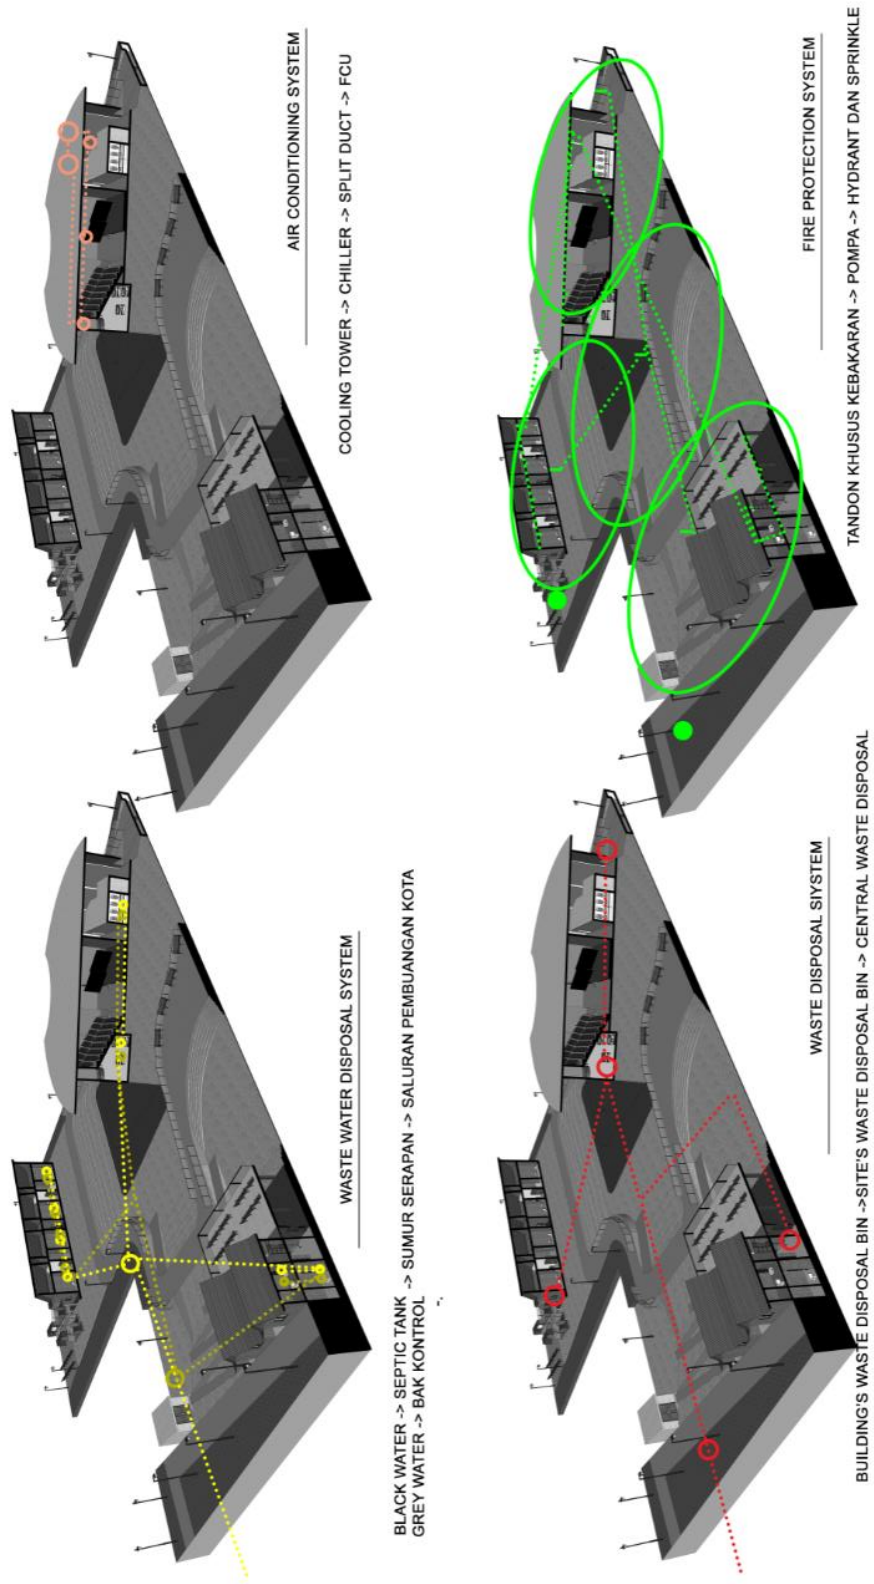 WASTE WATER DISPOSAL SYSTEM
BLACK WATER -> SEPTIC TANK
GREY WATER -> BAK KONTROL
-> SUMUR SERAPAN -> SALURAN PEMBUANGAN KOTA
AIR CONDITIONING SYSTEM
COOLING TOWER -> CHILLER -> SPLIT DUCT -> FCU
WASTE DISPOSAL SIYSTEM
BUILDING'S WASTE DISPOSAL BIN ->SITE'S WASTE DISPOSAL BIN -> CENTRAL WASTE DISPOSAL
FIRE PROTECTION SYSTEM
TANDON KHUSUS KEBAKARAN -> POMPA -> HYDRANT DAN SPRINKLE